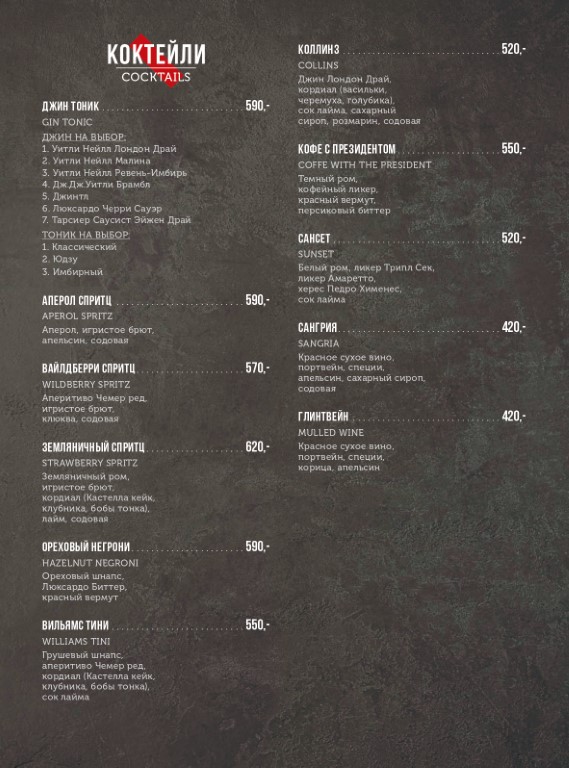 КОКТЕЙЛИ
COCKTAILS
ДЖИН ТОНИК 590,-
GIN TONIC
ДЖИН НА ВЫБОР:
1. Уитли Нейлл Лондон Драй
2. Уитли Нейлл Малина
3. Уитли Нейлл Ревень-Имбирь
4. Дж.Дж.Уитли Брамбл
5. Джинтл
6. Люксардо Черри Сауэр
7. Тарсиер Саусист Эйжен Драй
ТОНИК НА ВЫБОР:
1. Классический
2. Юдзу
3. Имбирный
АПЕРОЛ СПРИТЦ 590,-
APEROL SPRITZ
Аперол, игристое брют,
апельсин, содовая
ВАЙЛДБЕРРИ СПРИТЦ 570,-
WILDBERRY SPRITZ
Аперитиво Чемер ред,
игристое брют,
клюква, содовая
ЗЕМЛЯНИЧНЫЙ СПРИТЦ 620,-
STRAWBERRY SPRITZ
Земляничный ром,
игристое брют,
кордиал (Кастелла кейк,
клубника, бобы тонка),
лайм, содовая
ОРЕХОВЫЙ НЕГРОНИ 590,-
HAZELNUT NEGRONI
Ореховый шнапс,
Люксардо Биттер,
красный вермут
ВИЛЬЯМС ТИНИ 550,-
WILLIAMS TINI
Грушевый шнапс,
аперитиво Чемер ред,
кордиал (Кастелла кейк,
клубника, бобы тонка),
сок лайма
КОЛЛИНЗ 520,-
COLLINS
Джин Лондон Драй,
кордиал (васильки,
черемуха, голубика),
сок лайма, сахарный
сироп, розмарин, содовая
КОФЕ С ПРЕЗИДЕНТОМ 550,-
COFFE WITH THE PRESIDENT
Темный ром,
кофейный ликер,
красный вермут,
персиковый биттер
САНСЕТ 520,-
SUNSET
Белый ром, ликер Трипл Сек,
ликер Амаретто,
херес Педро Хименес,
сок лайма
САНГРИЯ 420,-
SANGRIA
Красное сухое вино,
портвейн, специи,
апельсин, сахарный сироп,
содовая
ГЛИНТВЕЙН 420,-
MULLED WINE
Красное сухое вино,
портвейн, специи,
корица, апельсин